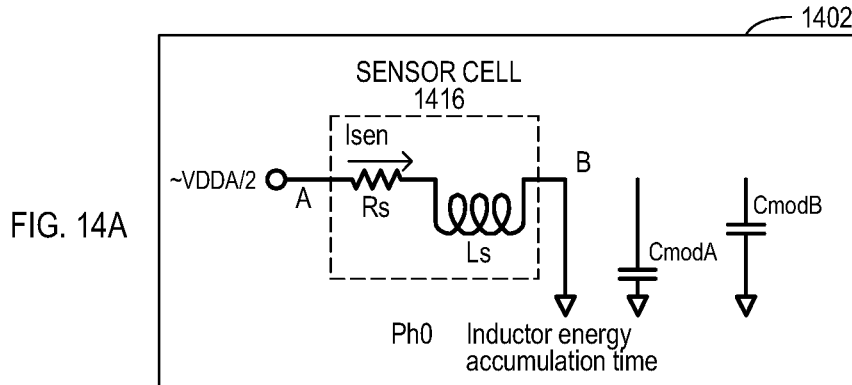 1402
SENSOR CELL
1416
Isen
~VDDA/2
A
B
Rs
Ls
CmodA
CmodB
FIG. 14A
Ph0 Inductor energy
accumulation time